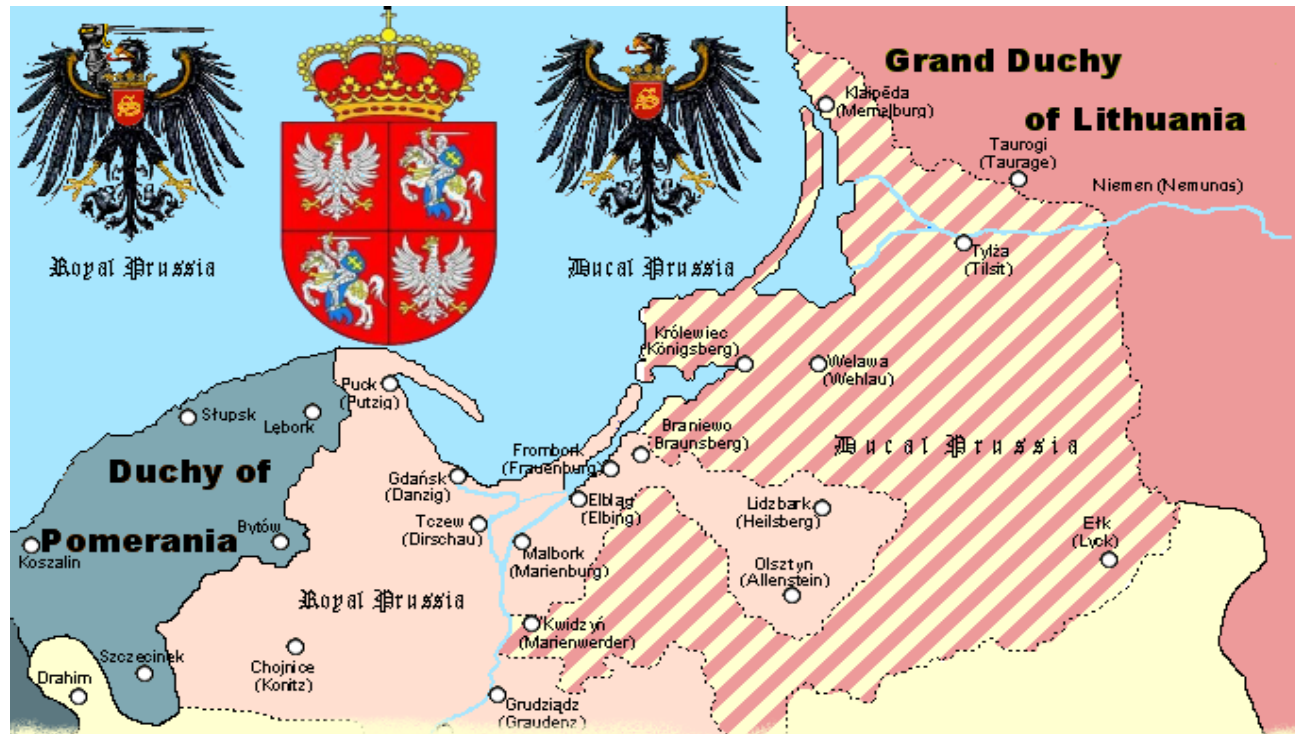 Grand Duchy
of Lithuania
Klaipėda
(Memelburg)
Taurogi
(Taurage)
Niemen (Nemunas)
Royal Prussia
Ducal Prussia
Tylża
(Tilsit)
Królewiec
(Königsberg)
Welawa
(Wehlau)
Puck
(Putzig)
Słupsk
Lębork
Braniewo
Braunsberg)
Ducal Prussia
Frombork
(Frauenburg)
Duchy of
Pomerania
Gdańsk
(Danzig)
Elbląg
(Elbing)
Lidzbark
(Heilsberg)
Tczew
(Dirschau)
Bytów
Koszalin
Malbork
(Marienburg)
Ełk
(Lyck)
Olsztyn
(Allenstein)
Royal Prussia
Kwidzyń
(Marienwerder)
Szczecinek
Chojnice
(Konitz)
Drahim
Grudziądz
(Graudenz